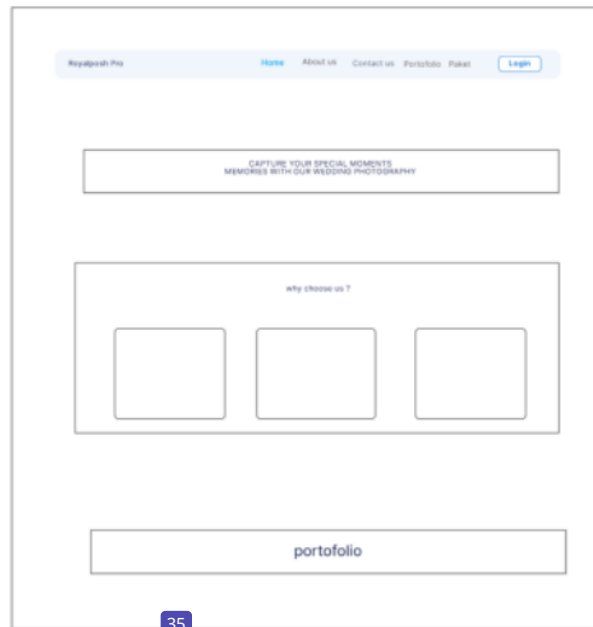 Royalposh Pro
Home About us Contact us Portofolio Paket Login
CAPTURE YOUR SPECIAL MOMENTS
MEMORIES WITH OUR WEDDING PHOTOGRAPHY
why choose us ?
portofolio
35